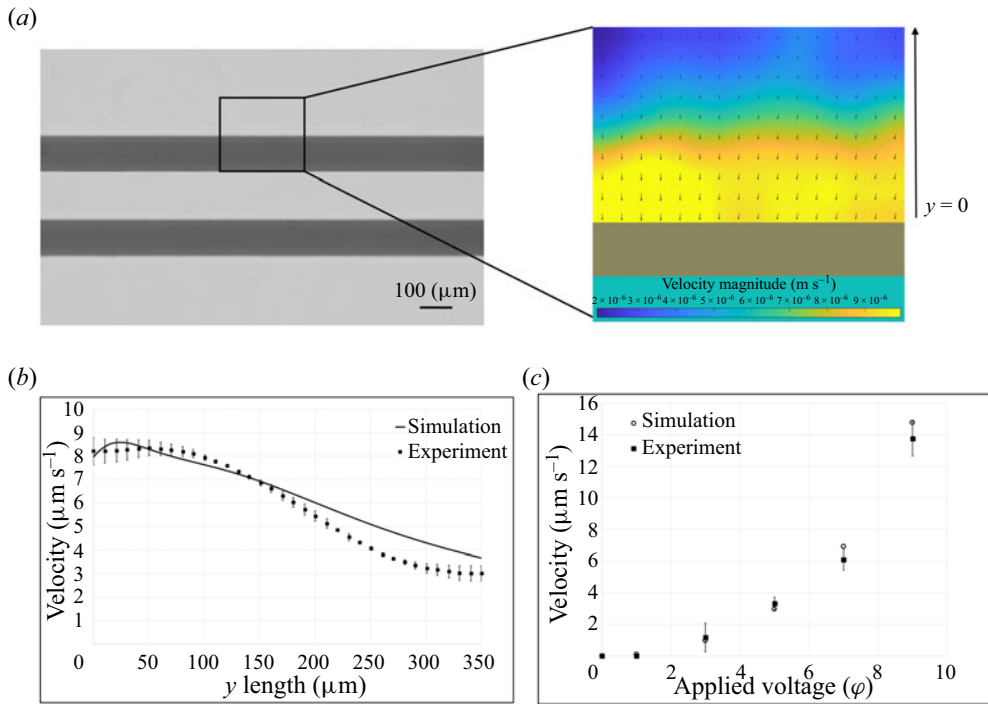 (a)
y = 0
100 (μm)
Velocity magnitude (m s⁻¹)
2 × 10⁻⁶ 3 × 10⁻⁶ 4 × 10⁻⁶ 5 × 10⁻⁶ 6 × 10⁻⁶ 7 × 10⁻⁶ 8 × 10⁻⁶ 9 × 10⁻⁶
(b)
Velocity (μm s⁻¹)
10
9
8
7
6
5
4
3
2
1
Simulation
Experiment
0 50 100 150 200 250 300 350
y length (μm)
(c)
Velocity (μm s⁻¹)
16
14
12
10
8
6
4
2
Simulation
Experiment
0 2 4 6 8 10
Applied voltage (φ)